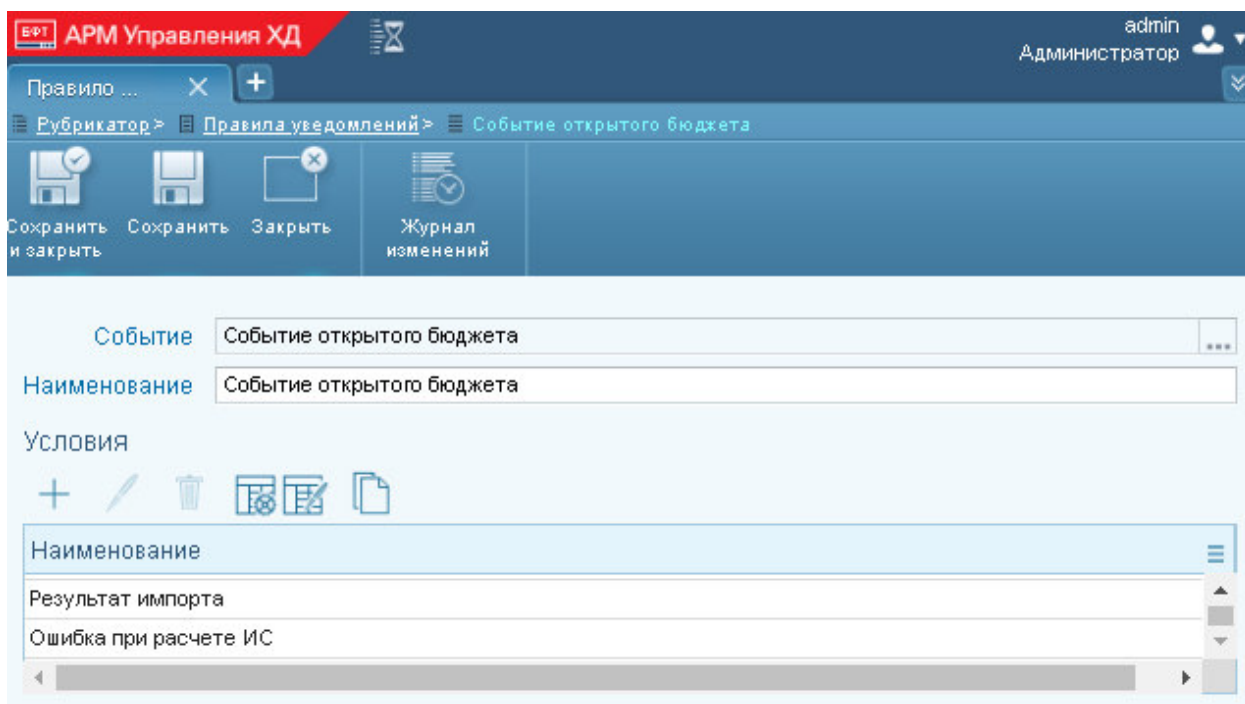 БФТ АРМ Управления ХД
admin
Администратор
Правило ...
Рубрикатор> Правила уведомлений> Событие открытого бюджета
Сохранить и закрыть
Сохранить
Закрыть
Журнал изменений
Событие Событие открытого бюджета ...
Наименование Событие открытого бюджета
Условия
Наименование
Результат импорта
Ошибка при расчете ИС